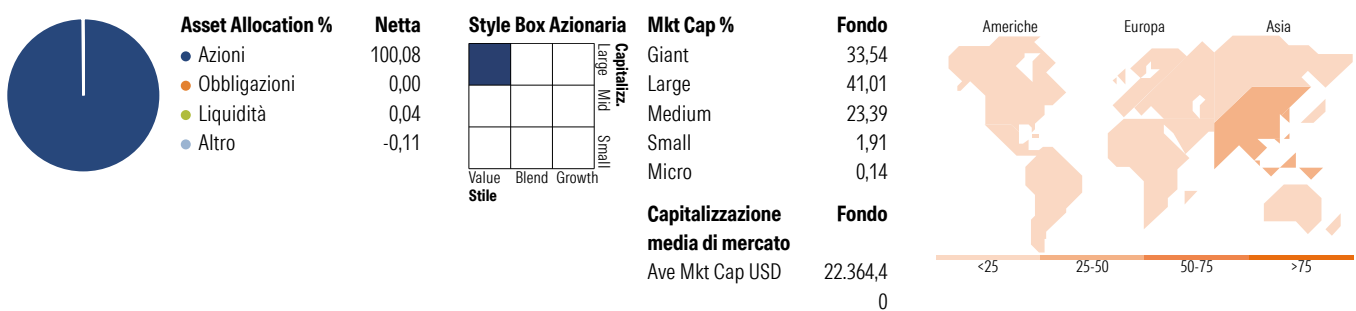 Asset Allocation % Netta
Azioni 100,08
Obbligazioni 0,00
Liquidità 0,04
Altro -0,11
Style Box Azionaria
Large Mid Small
Capitalizz.
Value Blend Growth
Stile
Mkt Cap % Fondo
Giant 33,54
Large 41,01
Medium 23,39
Small 1,91
Micro 0,14
Capitalizzazione Fondo
media di mercato
Ave Mkt Cap USD 22.364,4
0
Americhe Europa Asia
<25 25-50 50-75 >75